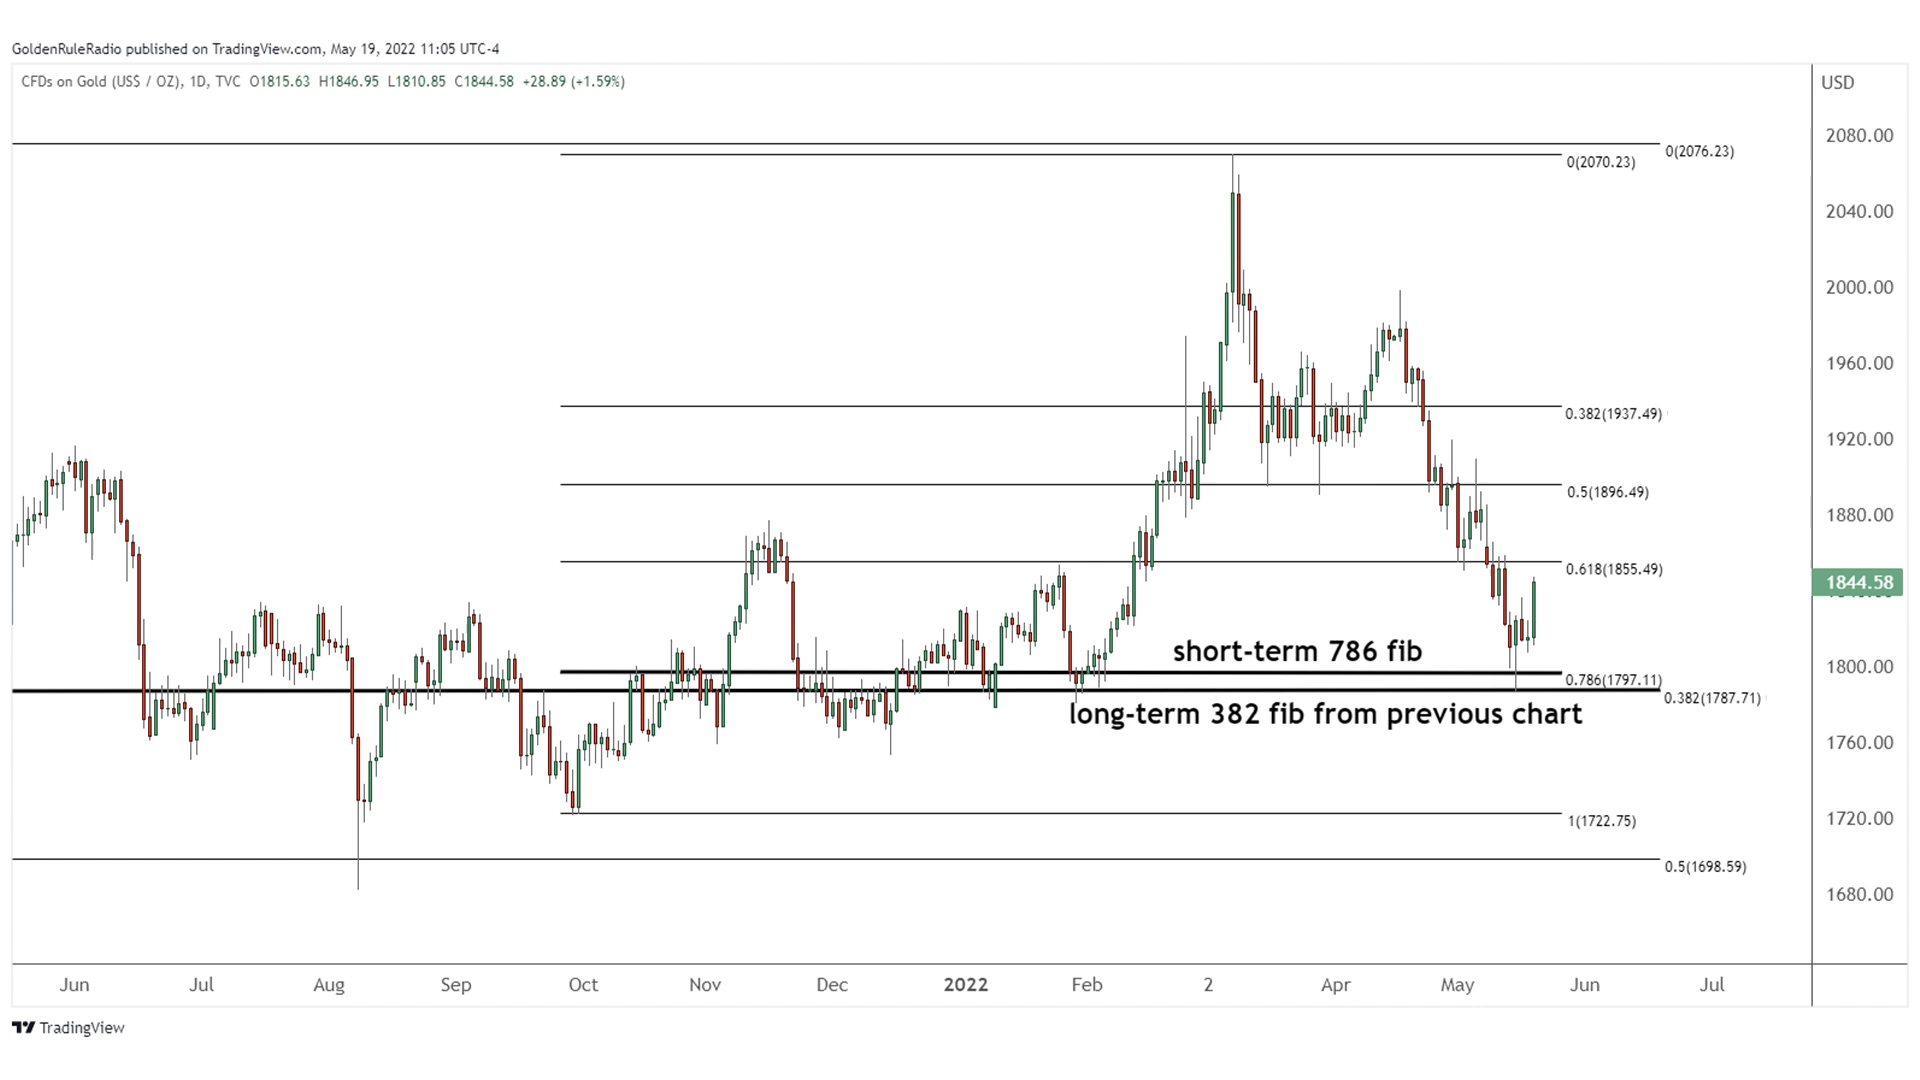 GoldenRuleRadio published on TradingView.com, May 19, 2022 11:05 UTC-4
CFDs on Gold (US$ / OZ), 1D, TVC O1815.63 H1846.95 L1810.85 C1844.58 +28.89 (+1.59%)
USD
2080.00
0(2076.23)
0(2070.23)
2040.00
2000.00
1960.00
0.382(1937.49)
1920.00
0.5(1896.49)
1880.00
0.618(1855.49)
1844.58
short-term 786 fib
1800.00
0.786(1797.11)
0.382(1787.71)
long-term 382 fib from previous chart
1760.00
1720.00
1(1722.75)
0.5(1698.59)
1680.00
Jun Jul Aug Sep Oct Nov Dec 2022 Feb 2 Apr May Jun Jul
TradingView